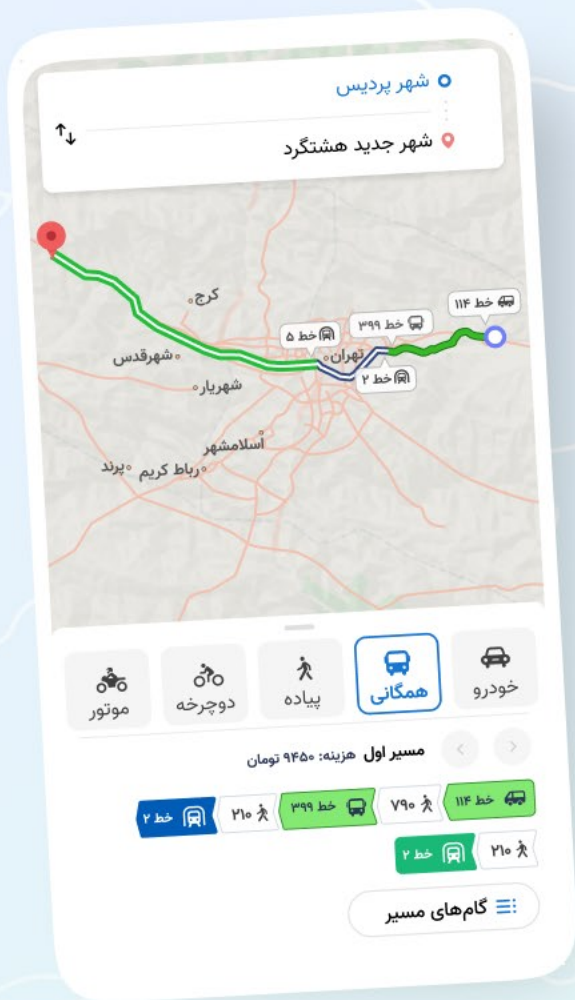 شهر پردیس
شهر جدید هشتگرد
خط ۱۱۴
خط ۳۹۹
خط ۵
کرج
تهران
خط ۲
شهرقدس
شهریار
اسلامشهر
رباط کریم
پرند
خودرو
همگانی
پیاده
دوچرخه
موتور
مسیر اول هزینه: ۹۴۵۰ تومان
خط ۱۱۴ ۷۹۰ خط ۳۹۹ ۲۱۰ خط ۲
۲۱۰ خط ۲
گام‌های مسیر